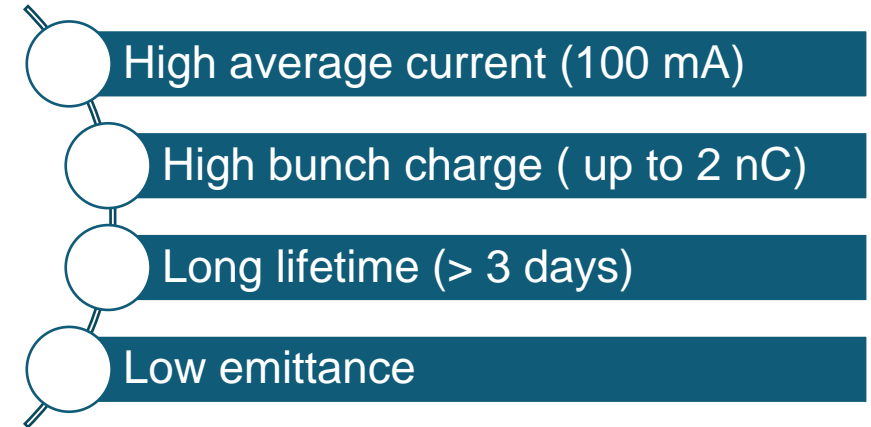 High average current (100 mA)
High bunch charge ( up to 2 nC)
Long lifetime (> 3 days)
Low emittance